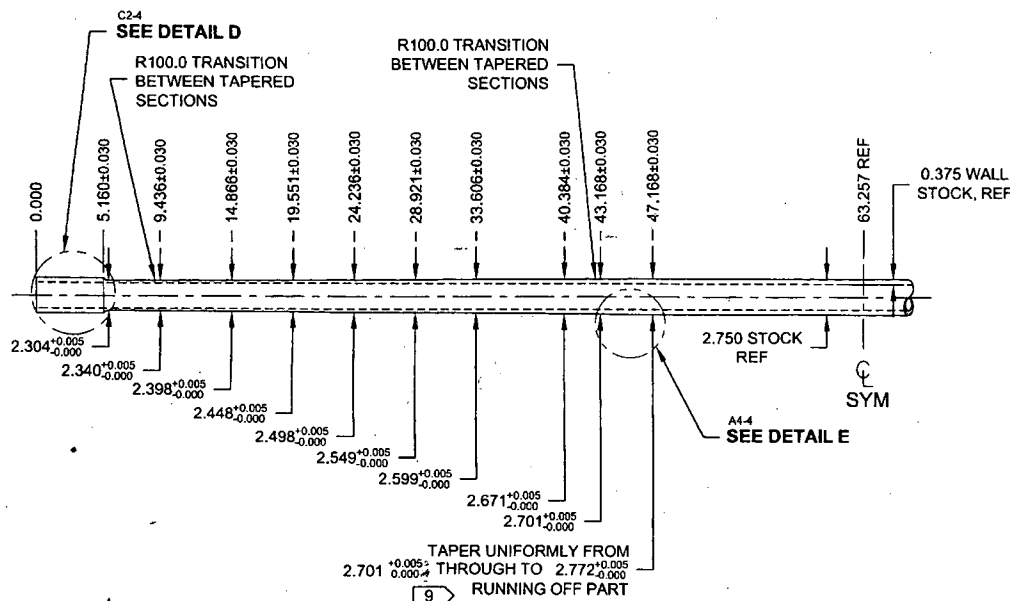 C2-4
SEE DETAIL D
R100.0 TRANSITION
BETWEEN TAPERED
SECTIONS
R100.0 TRANSITION
BETWEEN TAPERED
SECTIONS
0.000
5.160±0.030
9.436±0.030
14.866±0.030
19.551±0.030
24.236±0.030
28.921±0.030
33.606±0.030
40.384±0.030
43.168±0.030
47.168±0.030
63.257 REF
0.375 WALL
STOCK, REF
2.304 +0.005 -0.000
2.340 +0.005 -0.000
2.398 +0.005 -0.000
2.448 +0.005 -0.000
2.498 +0.005 -0.000
2.549 +0.005 -0.000
2.599 +0.005 -0.000
2.671 +0.005 -0.000
2.701 +0.005 -0.000
2.750 STOCK
REF
CL
SYM
A4-4
SEE DETAIL E
TAPER UNIFORMLY FROM
2.701 +0.005 0.000 THROUGH TO 2.772 +0.005 -0.000
RUNNING OFF PART
9